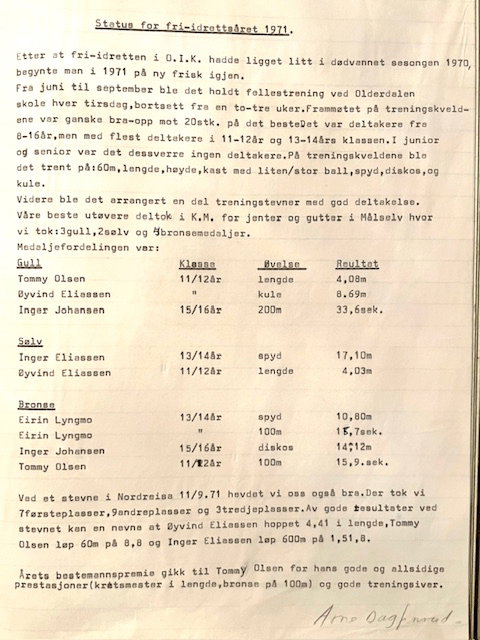 Status for fri-idrettsåret 1971.
Etter at fri-idretten i O.I.K. hadde ligget litt i dødvannet sesongen 1970,
begynte man i 1971 på ny frisk igjen.
Fra juni til september ble det holdt fellestrening ved Olderdalen
skole hver tirsdag,bortsett fra en to-tre uker.Frammøtet på treningskveld-
ene var ganske bra-opp mot 20stk. på det besteDet var deltakere fra
8-16år,men med flest deltakere i 11-12år og 13-14års klassen.I junior
og senior var det dessverre ingen deltakere.På treningskveldene ble
det trent på:60m,lengde,høyde,kast med liten/stor ball,spyd,diskos,og
kule.
Videre ble det arrangert en del treningstevner med god deltakelse.
Våre beste utøvere deltok i K.M. for jenter og gutter i Målselv hvor
vi tok:3gull,2sølv og 4bronsemedaljer.
Medaljefordelingen var:
Gull Klasse Øvelse Resultat
Tommy Olsen 11/12år lengde 4,08m
Øyvind Eliassen " kule 8.69m
Inger Johansen 15/16år 200m 33,6sek.
Sølv
Inger Eliassen 13/14år spyd 17,10m
Øyvind Eliassen 11/12år lengde 4,03m
Bronse
Eirin Lyngmo 13/14år spyd 10,80m
Eirin Lyngmo " 100m 15,7sek.
Inger Johansen 15/16år diskos 14,12m
Tommy Olsen 11/12år 100m 15,9.sek.
Ved et stevne i Nordreisa 11/9.71 hevdet vi oss også bra.Der tok vi
7førsteplasser,9andreplasser og 3tredjeplasser.Av gode resultater ved
stevnet kan en nevne at Øyvind Eliassen hoppet 4,41 i lengde,Tommy
Olsen løp 60m på 8,8 og Inger Eliassen løp 600m på 1,51,8.
Årets bestemannspremie gikk til Tommy Olsen for hans gode og allsidige
prestasjoner(kretsmester i lengde,bronse på 100m) og gode treningsiver.
Arne